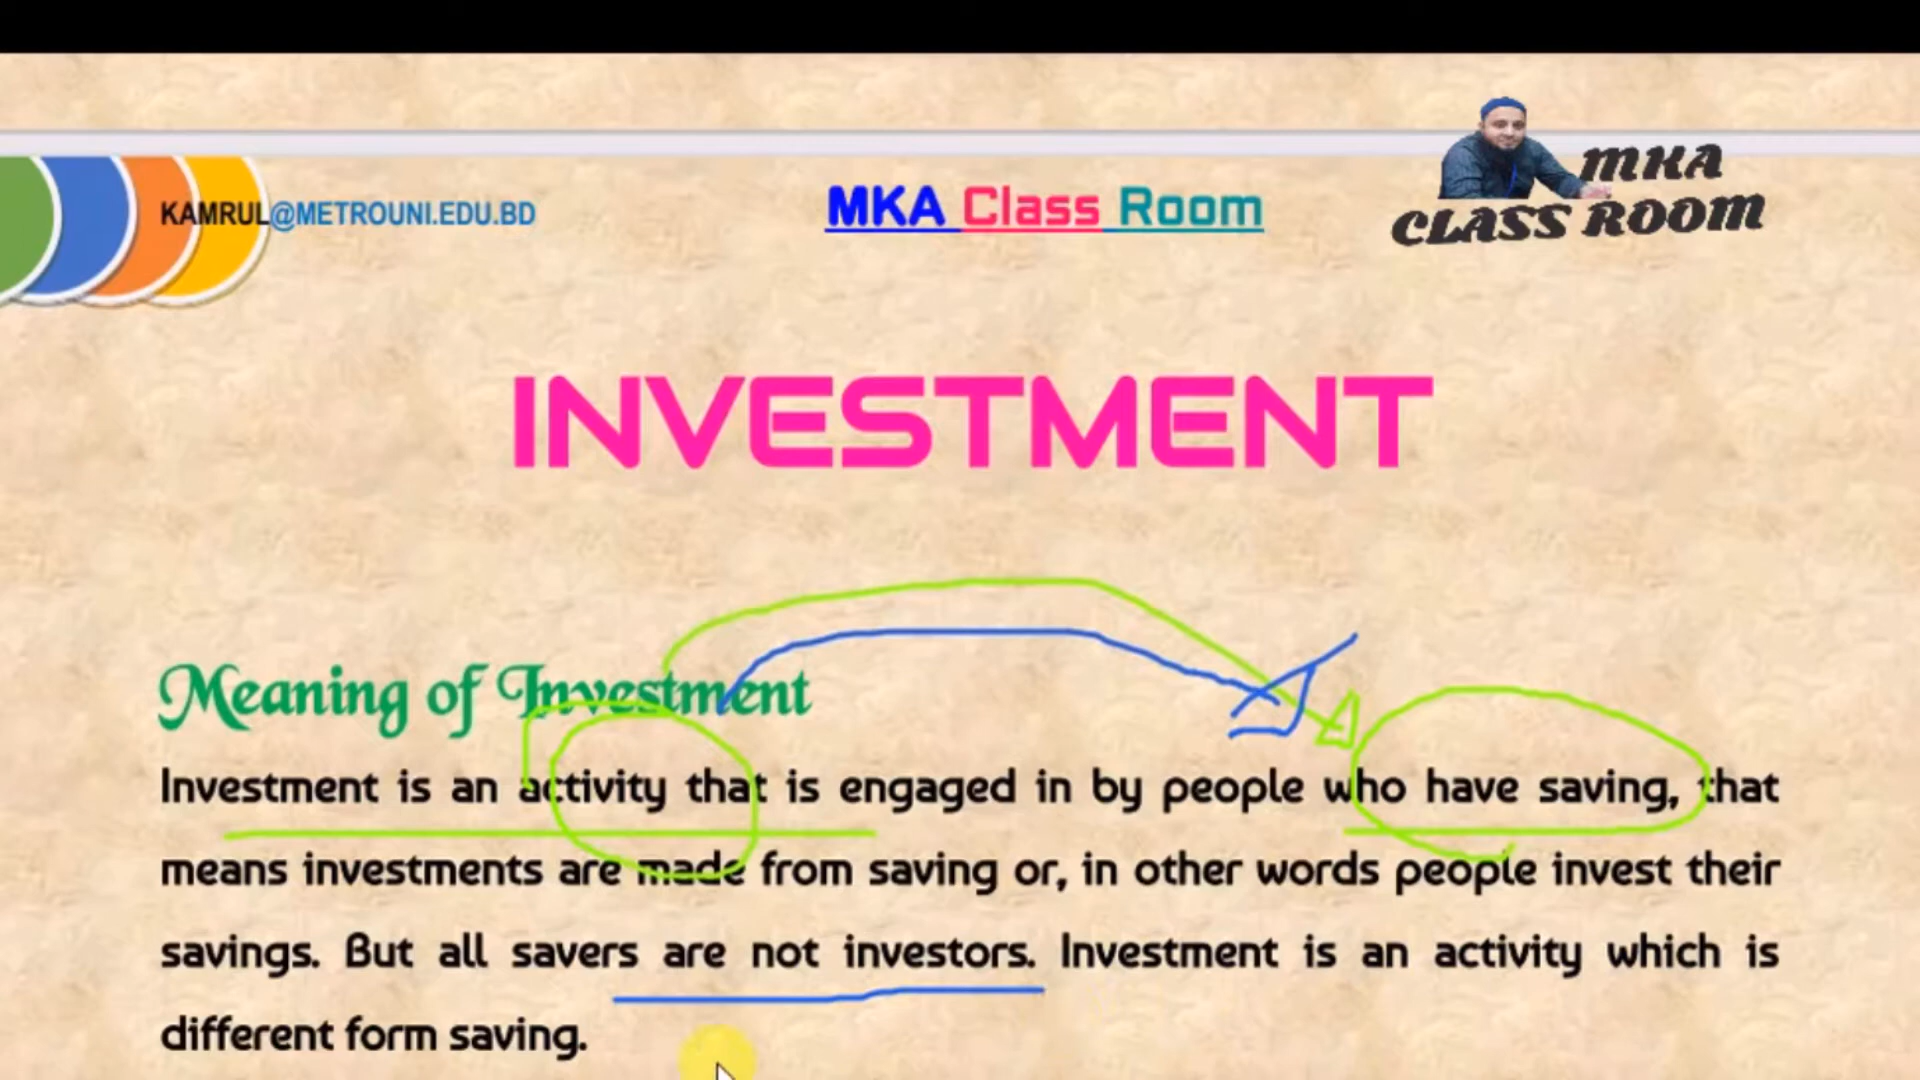 KAMRUL@METROUNI.EDU.BD
MKA Class Room
MKA
CLASS ROOM
INVESTMENT
Meaning of Investment
Investment is an activity that is engaged in by people who have saving, that
means investments are made from saving or, in other words people invest their
savings. But all savers are not investors. Investment is an activity which is
different form saving.